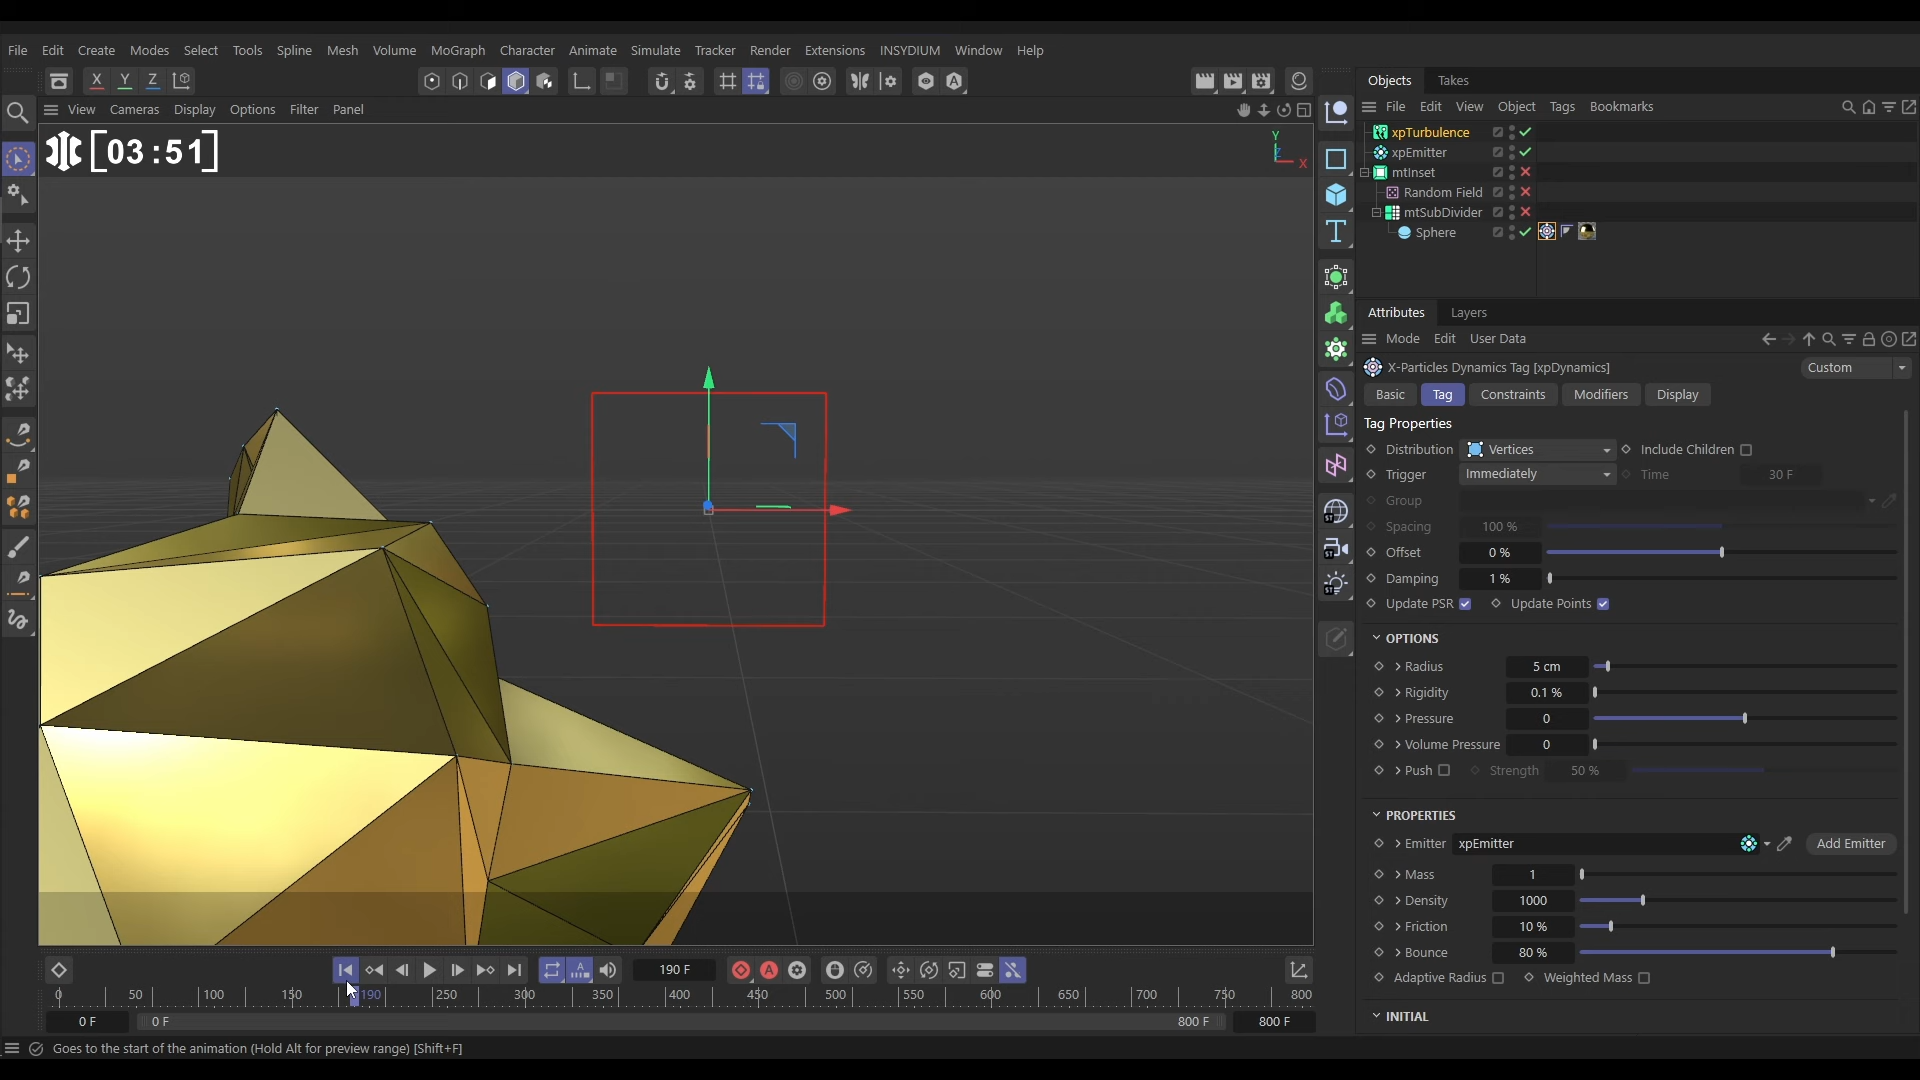 File Edit Create Modes Select Tools Spline Mesh Volume MoGraph Character Animate Simulate Tracker Render Extensions INSYDIUM Window Help
X Y Z
Objects Takes
View Cameras Display Options Filter Panel
File Edit View Object Tags Bookmarks
[03:51]
Y
Z
X
xpTurbulence
xpEmitter
mtInset
Random Field
mtSubDivider
Sphere
Attributes Layers
Mode Edit User Data
X-Particles Dynamics Tag [xpDynamics]
Custom
Basic Tag Constraints Modifiers Display
Tag Properties
Distribution Vertices Include Children
Trigger Immediately Time 30 F
Group
Spacing 100 %
Offset 0 %
Damping 1 %
Update PSR Update Points
OPTIONS
Radius 5 cm
Rigidity 0.1 %
Pressure 0
Volume Pressure 0
Push Strength 50 %
PROPERTIES
Emitter xpEmitter Add Emitter
Mass 1
Density 1000
Friction 10 %
Bounce 80 %
Adaptive Radius Weighted Mass
INITIAL
190 F
0 50 100 150 190 250 300 350 400 450 500 550 600 650 700 750 800
0 F 0 F 800 F 800 F
Goes to the start of the animation (Hold Alt for preview range) [Shift+F]